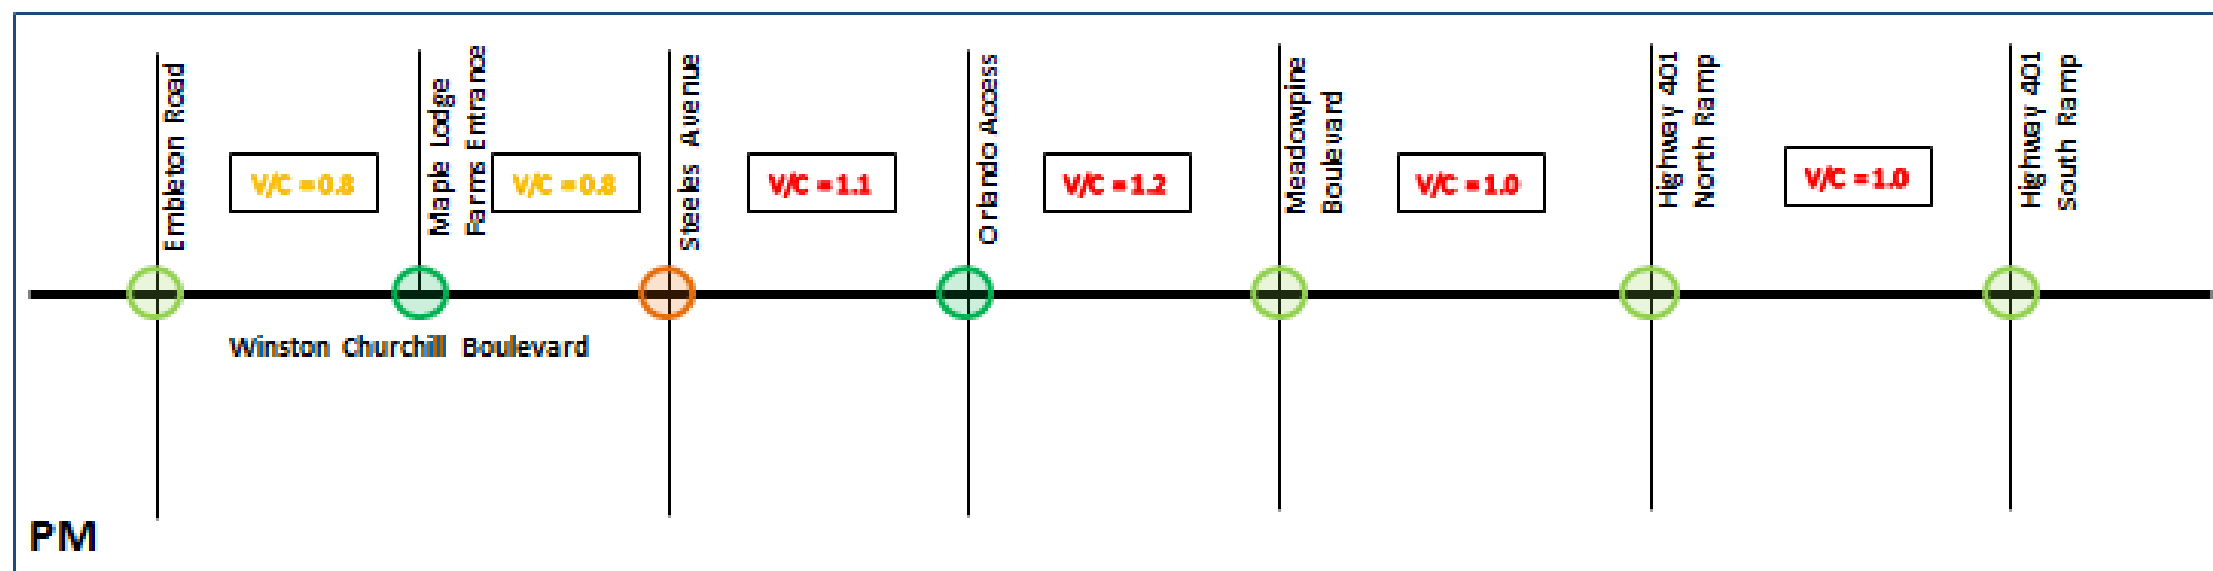 Embleton Road
Maple Lodge
Farms Entrance
Steeles Avenue
Orlando Access
Meadowpine
Boulevard
Highway 401
North Ramp
Highway 401
South Ramp
V/C = 0.8
V/C = 0.8
V/C = 1.1
V/C = 1.2
V/C = 1.0
V/C = 1.0
Winston Churchill Boulevard
PM